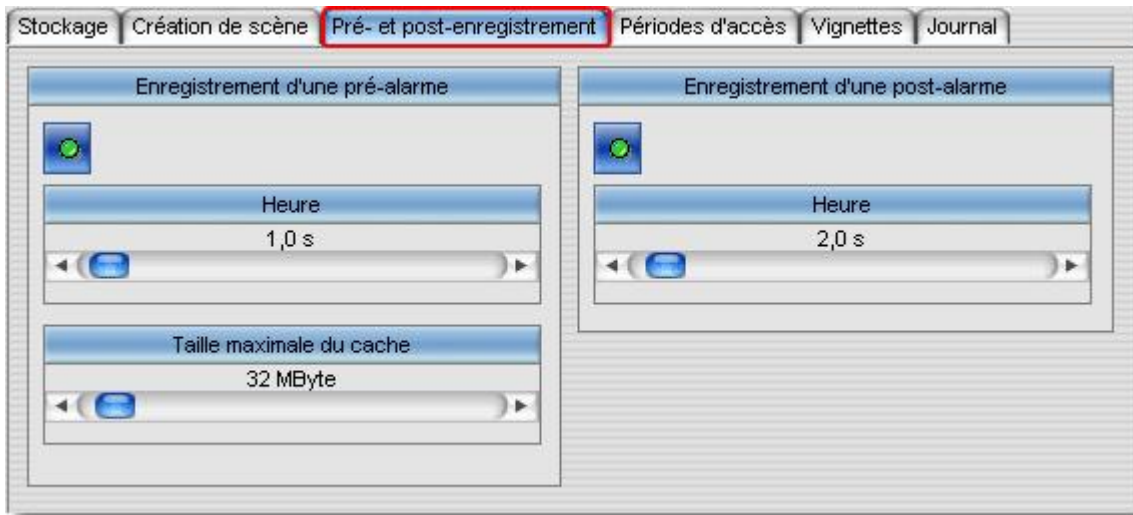 Stockage Création de scène Pré- et post-enregistrement Périodes d'accès Vignettes Journal
Enregistrement d'une pré-alarme
Heure
1,0 s
Taille maximale du cache
32 MByte
Enregistrement d'une post-alarme
Heure
2,0 s